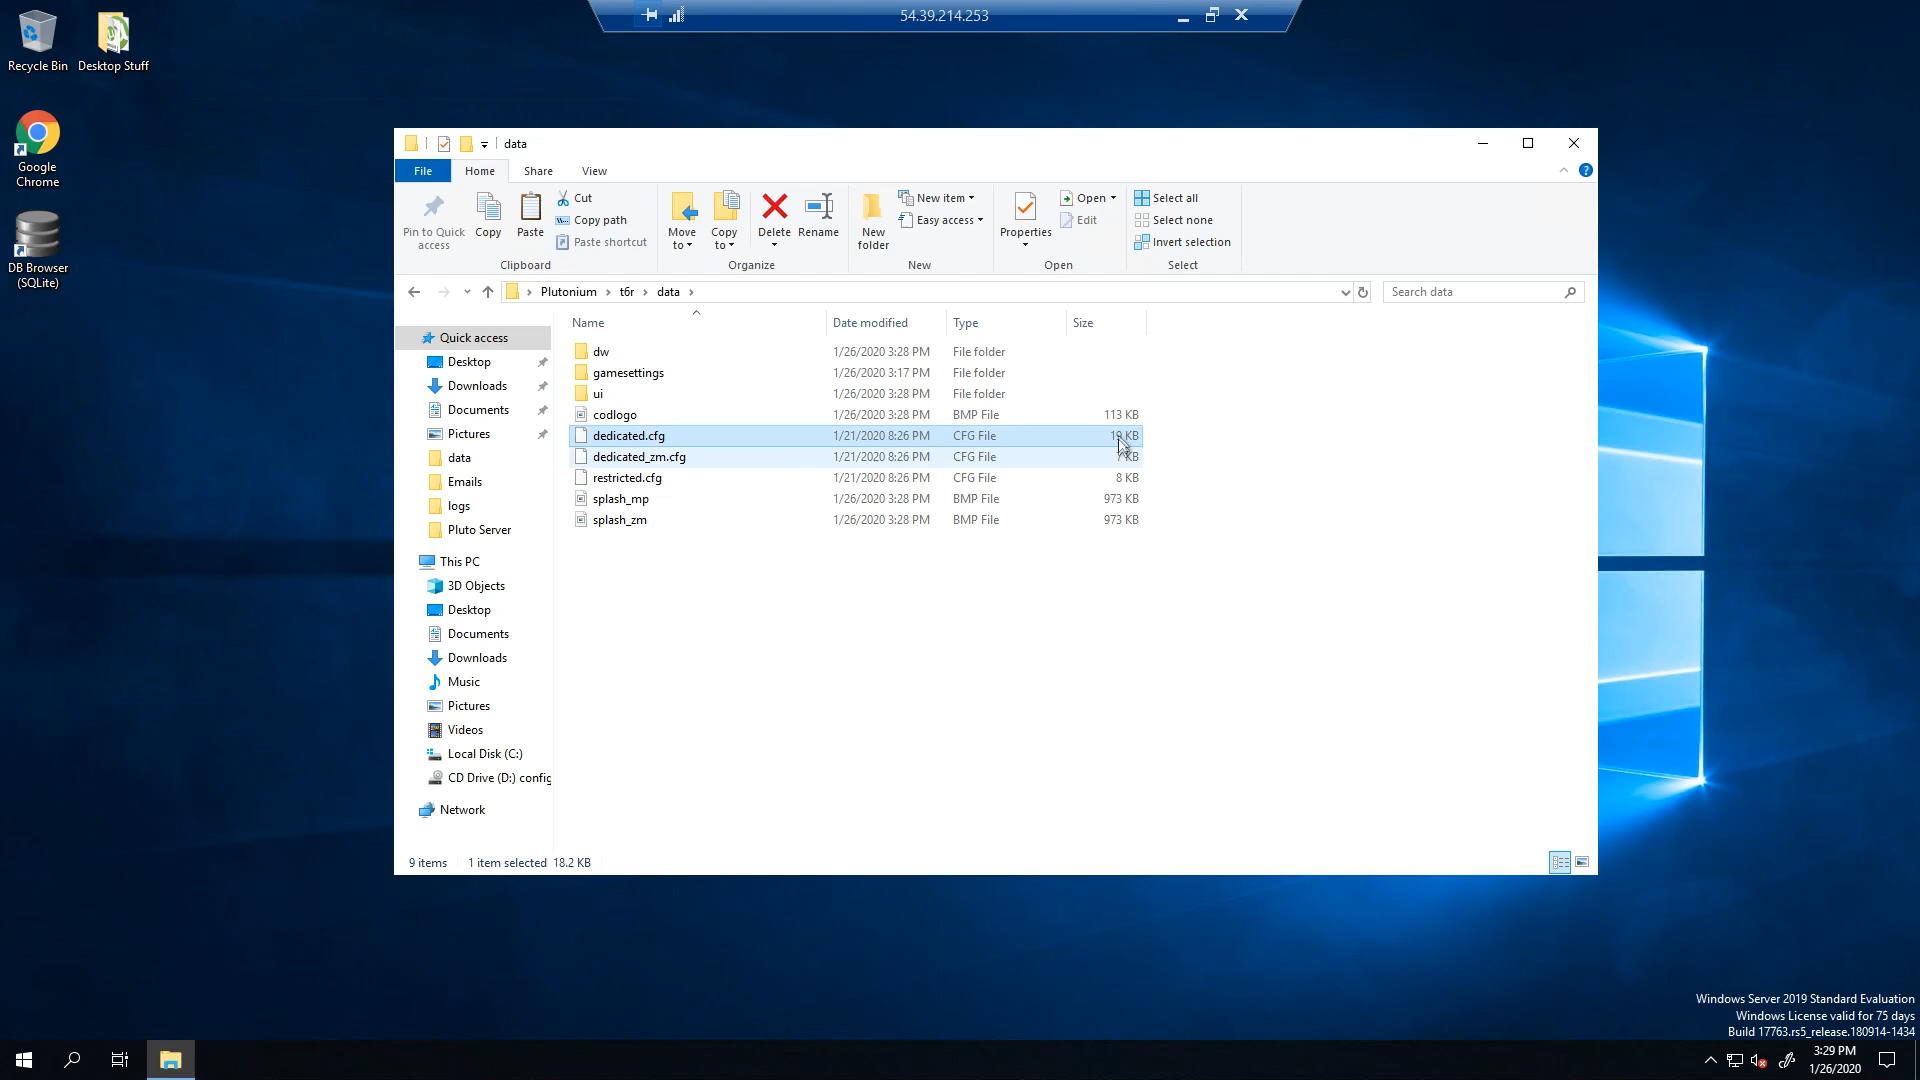 54.39.214.253
Recycle Bin
Desktop Stuff
Google
Chrome
DB Browser
(SQLite)
data
File Home Share View
Pin to Quick
access
Copy
Paste
Cut
Copy path
Paste shortcut
Clipboard
Move
to
Copy
to
Delete
Rename
Organize
New
folder
New item
Easy access
New
Properties
Open
Edit
Open
Select all
Select none
Invert selection
Select
Plutonium t6r data
Search data
Name Date modified Type Size
dw 1/26/2020 3:28 PM File folder
gamesettings 1/26/2020 3:17 PM File folder
ui 1/26/2020 3:28 PM File folder
codlogo 1/26/2020 3:28 PM BMP File 113 KB
dedicated.cfg 1/21/2020 8:26 PM CFG File 19 KB
dedicated_zm.cfg 1/21/2020 8:26 PM CFG File 7 KB
restricted.cfg 1/21/2020 8:26 PM CFG File 8 KB
splash_mp 1/26/2020 3:28 PM BMP File 973 KB
splash_zm 1/26/2020 3:28 PM BMP File 973 KB
Quick access
Desktop
Downloads
Documents
Pictures
data
Emails
logs
Pluto Server
This PC
3D Objects
Desktop
Documents
Downloads
Music
Pictures
Videos
Local Disk (C:)
CD Drive (D:) config
Network
9 items 1 item selected 18.2 KB
Windows Server 2019 Standard Evaluation
Windows License valid for 75 days
Build 17763.rs5_release.180914-1434
3:29 PM
1/26/2020